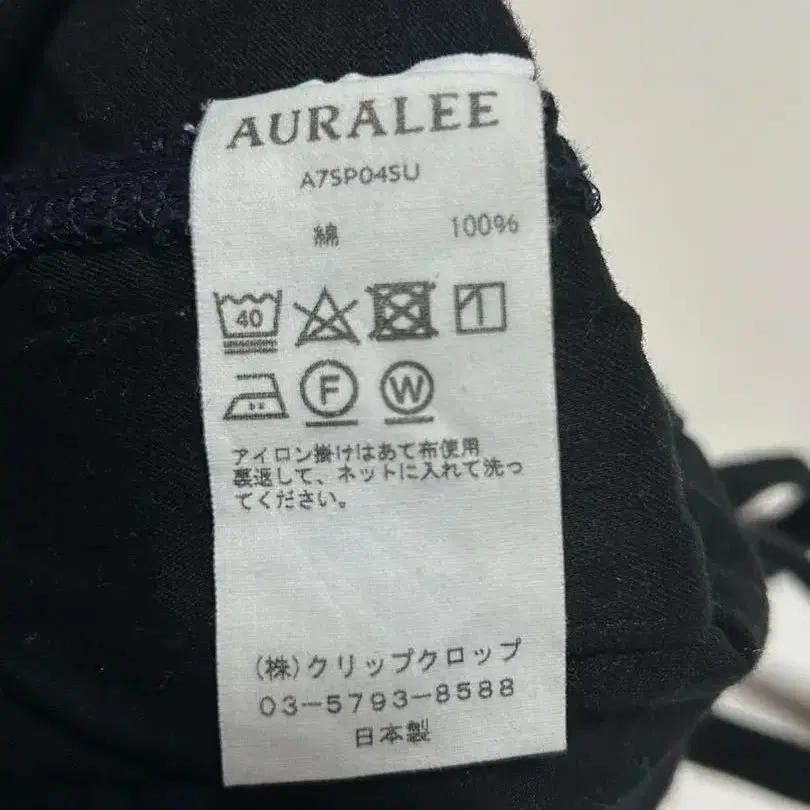 AURALEE
A7SP04SU
綿 100%
40
F W
アイロン掛けはあて布使用
裏返して、ネットに入れて洗っ
てください。
(株)クリップクロップ
03-5793-8588
日本製